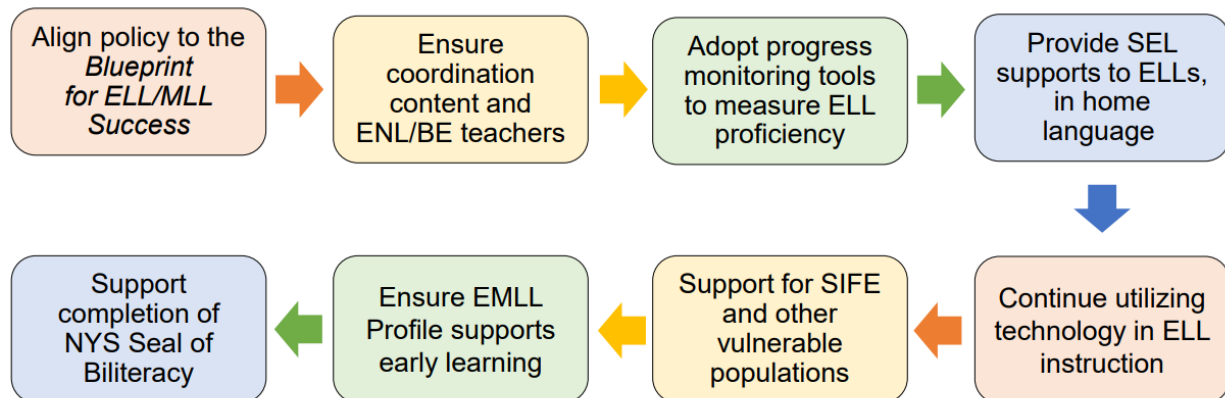 Align policy to the
Blueprint
for ELL/MLL
Success
Ensure
coordination
content and
ENL/BE teachers
Adopt progress
monitoring tools
to measure ELL
proficiency
Provide SEL
supports to ELLs,
in home
language
Continue utilizing
technology in ELL
instruction
Support for SIFE
and other
vulnerable
populations
Ensure EMLL
Profile supports
early learning
Support
completion of
NYS Seal of
Biliteracy